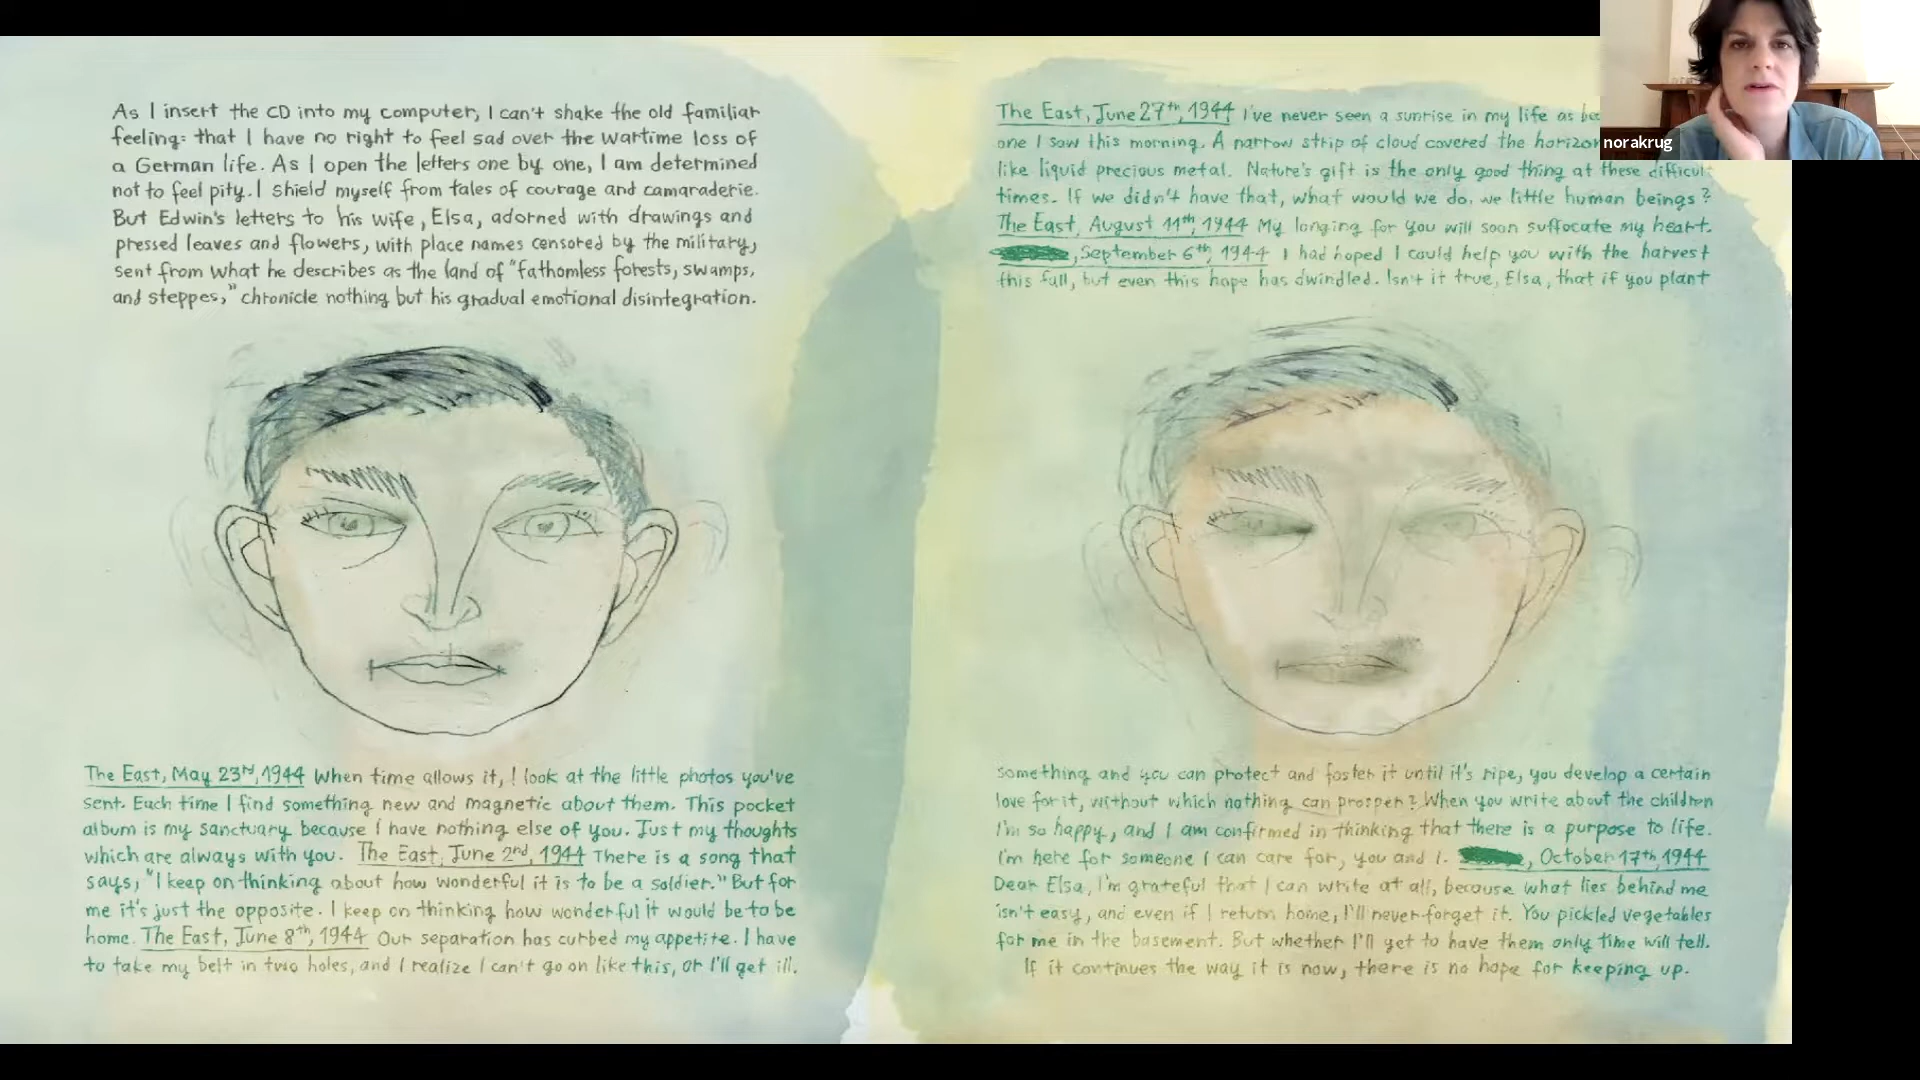 As I insert the CD into my computer, I can't shake the old familiar
feeling: that I have no right to feel sad over the wartime loss of
a German life. As I open the letters one by one, I am determined
not to feel pity. I shield myself from tales of courage and camaraderie.
But Edwin's letters to his wife, Elsa, adorned with drawings and
pressed leaves and flowers, with place names censored by the military,
sent from what he describes as the land of "fathomless forests, swamps,
and steppes," chronicle nothing but his gradual emotional disintegration.
The East, May 23rd, 1944 When time allows it, I look at the little photos you've
sent. Each time I find something new and magnetic about them. This pocket
album is my sanctuary because I have nothing else of you. Just my thoughts
which are always with you. The East, June 2nd, 1944 There is a song that
says, "I keep on thinking about how wonderful it is to be a soldier." But for
me it's just the opposite. I keep on thinking how wonderful it would be to be
home. The East, June 8th, 1944 Our separation has curbed my appetite. I have
to take my belt in two holes, and I realize I can't go on like this, or I'll get ill.
The East, June 27th, 1944 I've never seen a sunrise in my life as
one I saw this morning. A narrow strip of cloud covered the
like liquid precious metal. Nature's gift is the only good thing at these difficult
times. If we didn't have that, what would we do, we little human beings?
The East, August 11th, 1944 My longing for you will soon suffocate my heart.
, September 6th, 1944 I had hoped I could help you with the harvest
this fall, but even this hope has dwindled. Isn't it true, Elsa, that if you plant
something and you can protect and foster it until it's ripe, you develop a certain
love for it, without which nothing can prosper? When you write about the children
I'm so happy, and I am confirmed in thinking that there is a purpose to life.
I'm here for someone I can care for, you and I. , October 17th, 1944
Dear Elsa, I'm grateful that I can write at all, because what lies behind me
isn't easy, and even if I return home, I'll never forget it. You pickled vegetables
for me in the basement. But whether I'll get to have them only time will tell.
If it continues the way it is now, there is no hope for keeping up.
norakrug